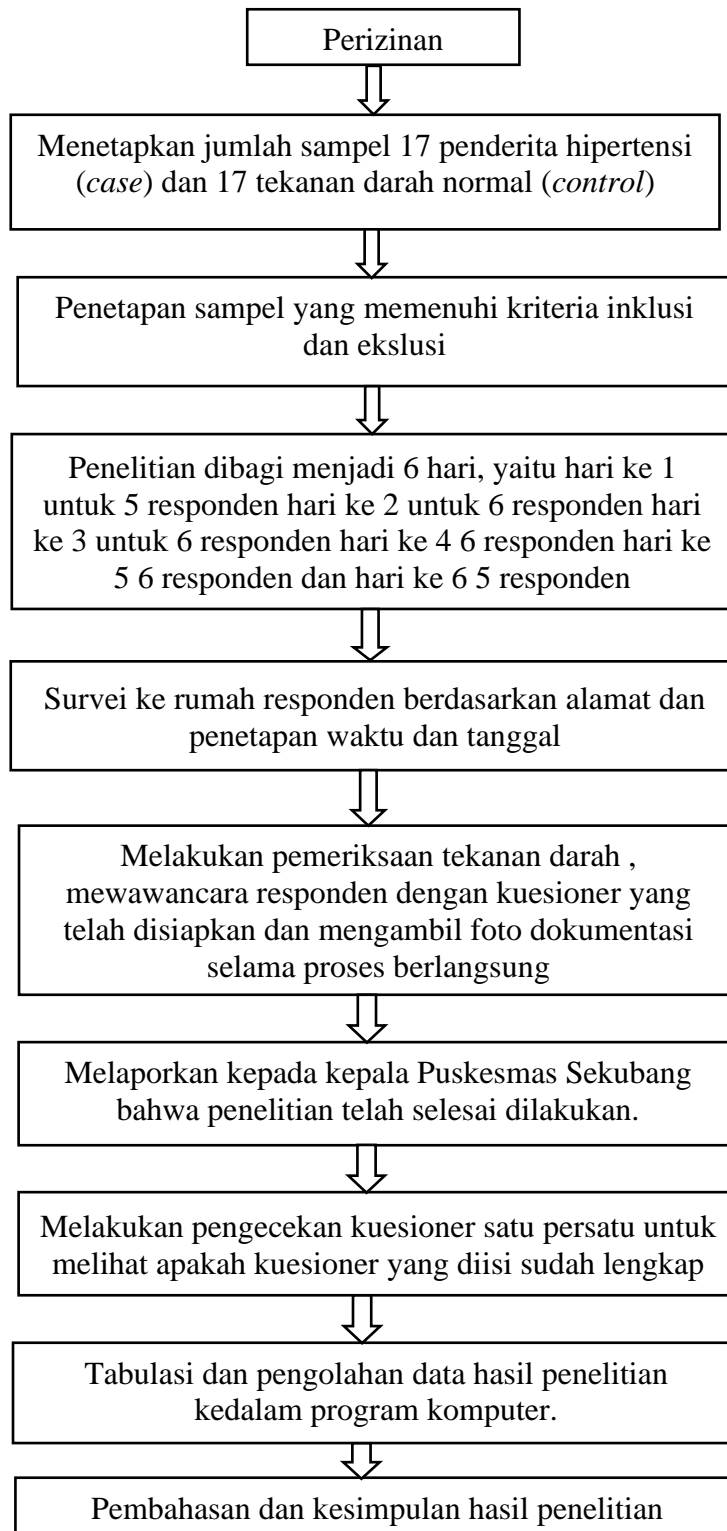 Perizinan
Menetapkan jumlah sampel 17 penderita hipertensi
(case) dan 17 tekanan darah normal (control)
Penetapan sampel yang memenuhi kriteria inklusi
dan ekslusi
Penelitian dibagi menjadi 6 hari, yaitu hari ke 1
untuk 5 responden hari ke 2 untuk 6 responden hari
ke 3 untuk 6 responden hari ke 4 6 responden hari ke
5 6 responden dan hari ke 6 5 responden
Survei ke rumah responden berdasarkan alamat dan
penetapan waktu dan tanggal
Melakukan pemeriksaan tekanan darah ,
mewawancara responden dengan kuesioner yang
telah disiapkan dan mengambil foto dokumentasi
selama proses berlangsung
Melaporkan kepada kepala Puskesmas Sekubang
bahwa penelitian telah selesai dilakukan.
Melakukan pengecekan kuesioner satu persatu untuk
melihat apakah kuesioner yang diisi sudah lengkap
Tabulasi dan pengolahan data hasil penelitian
kedalam program komputer.
Pembahasan dan kesimpulan hasil penelitian